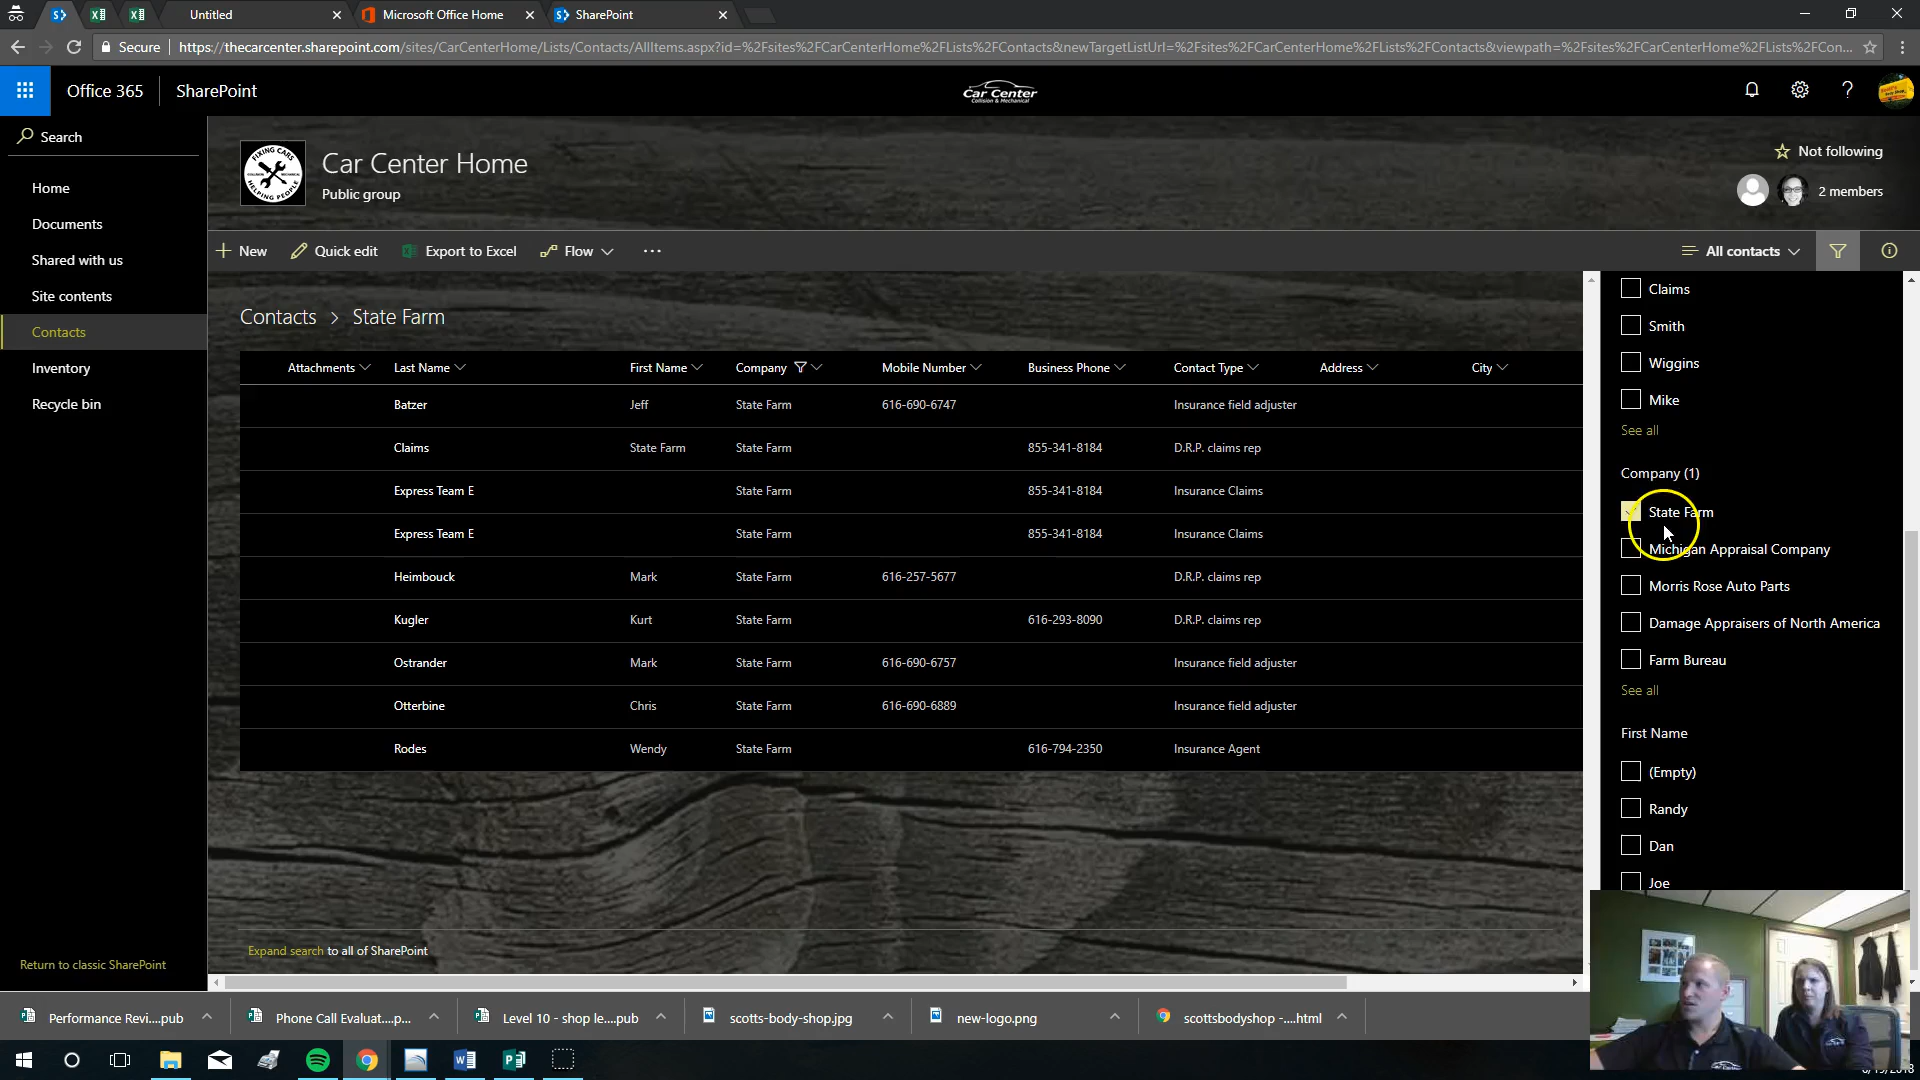 Untitled
Microsoft Office Home
SharePoint
Secure
https://thecarcenter.sharepoint.com/sites/CarCenterHome/Lists/Contacts/AllItems.aspx?id=%2Fsites%2FCarCenterHome%2FLists%2FContacts&newTargetListUrl=%2Fsites%2FCarCenterHome%2FLists%2FContacts&viewpath=%2Fsites%2FCarCenterHome%2FLists%2FCon...
Office 365
SharePoint
Car Center
Collision & Mechanical
?
Search
Home
Documents
Shared with us
Site contents
Contacts
Inventory
Recycle bin
Return to classic SharePoint
FIXING CARS
HELPING PEOPLE
Car Center Home
Public group
Not following
2 members
New
Quick edit
Export to Excel
Flow
...
All contacts
Contacts > State Farm
Attachments Last Name First Name Company Mobile Number Business Phone Contact Type Address City
Batzer Jeff State Farm 616-690-6747 Insurance field adjuster
Claims State Farm State Farm 855-341-8184 D.R.P. claims rep
Express Team E State Farm 855-341-8184 Insurance Claims
Express Team E State Farm 855-341-8184 Insurance Claims
Heimbouck Mark State Farm 616-257-5677 D.R.P. claims rep
Kugler Kurt State Farm 616-293-8090 D.R.P. claims rep
Ostrander Mark State Farm 616-690-6757 Insurance field adjuster
Otterbine Chris State Farm 616-690-6889 Insurance field adjuster
Rodes Wendy State Farm 616-794-2350 Insurance Agent
Expand search to all of SharePoint
Claims
Smith
Wiggins
Mike
See all
Company (1)
State Farm
Michigan Appraisal Company
Morris Rose Auto Parts
Damage Appraisers of North America
Farm Bureau
See all
First Name
(Empty)
Randy
Dan
Joe
Performance Revi....pub
Phone Call Evaluat....p...
Level 10 - shop le....pub
scotts-body-shop.jpg
new-logo.png
scottsbodyshop -....html